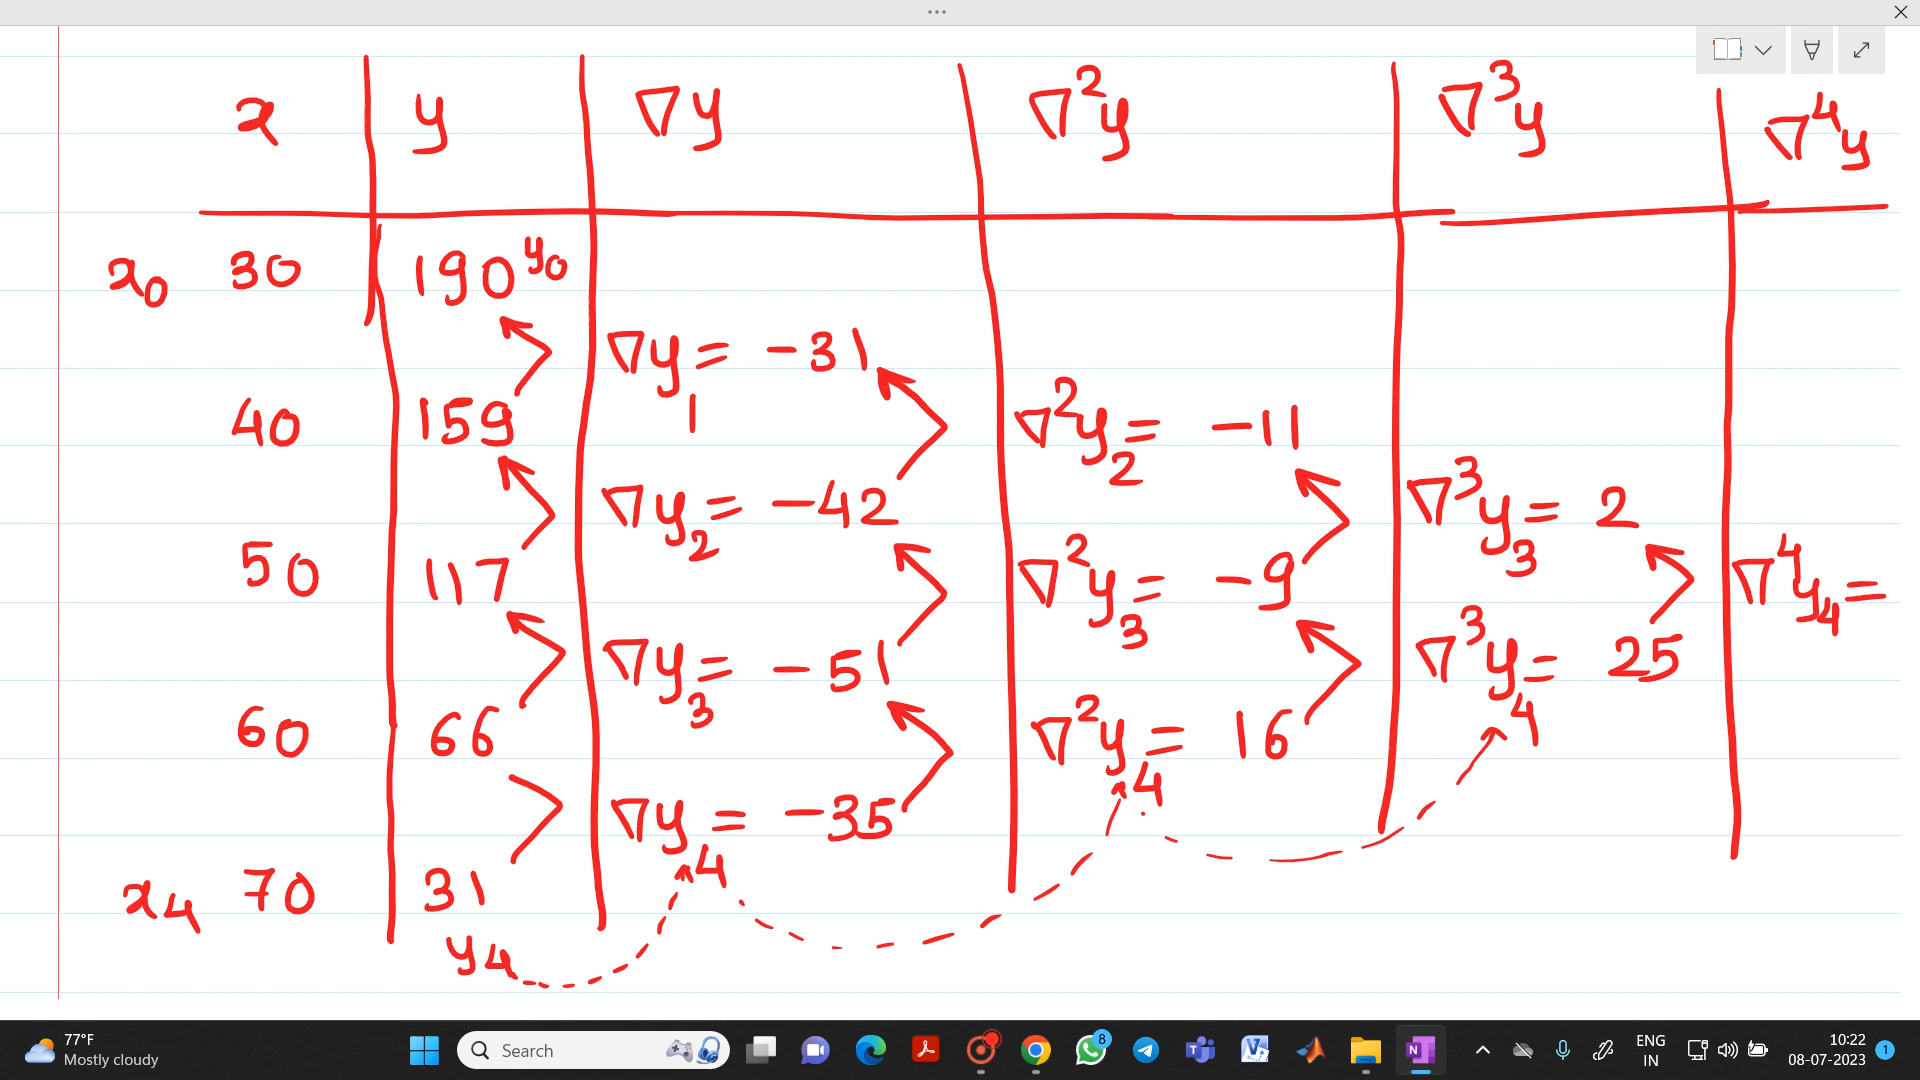 x y ∇y ∇²y ∇³y ∇⁴y
x₀ 30 190 y₀
∇y₁ = -31
40 159 ∇²y₂ = -11
∇y₂ = -42 ∇³y₃ = 2
50 117 ∇²y₃ = -9 ∇⁴y₄ =
∇y₃ = -51 ∇³y₄ = 25
60 66 ∇²y₄ = 16
∇y₄ = -35
x₄ 70 31
y₄
77°F
Mostly cloudy
Search
8
ENG
IN
10:22
08-07-2023
1